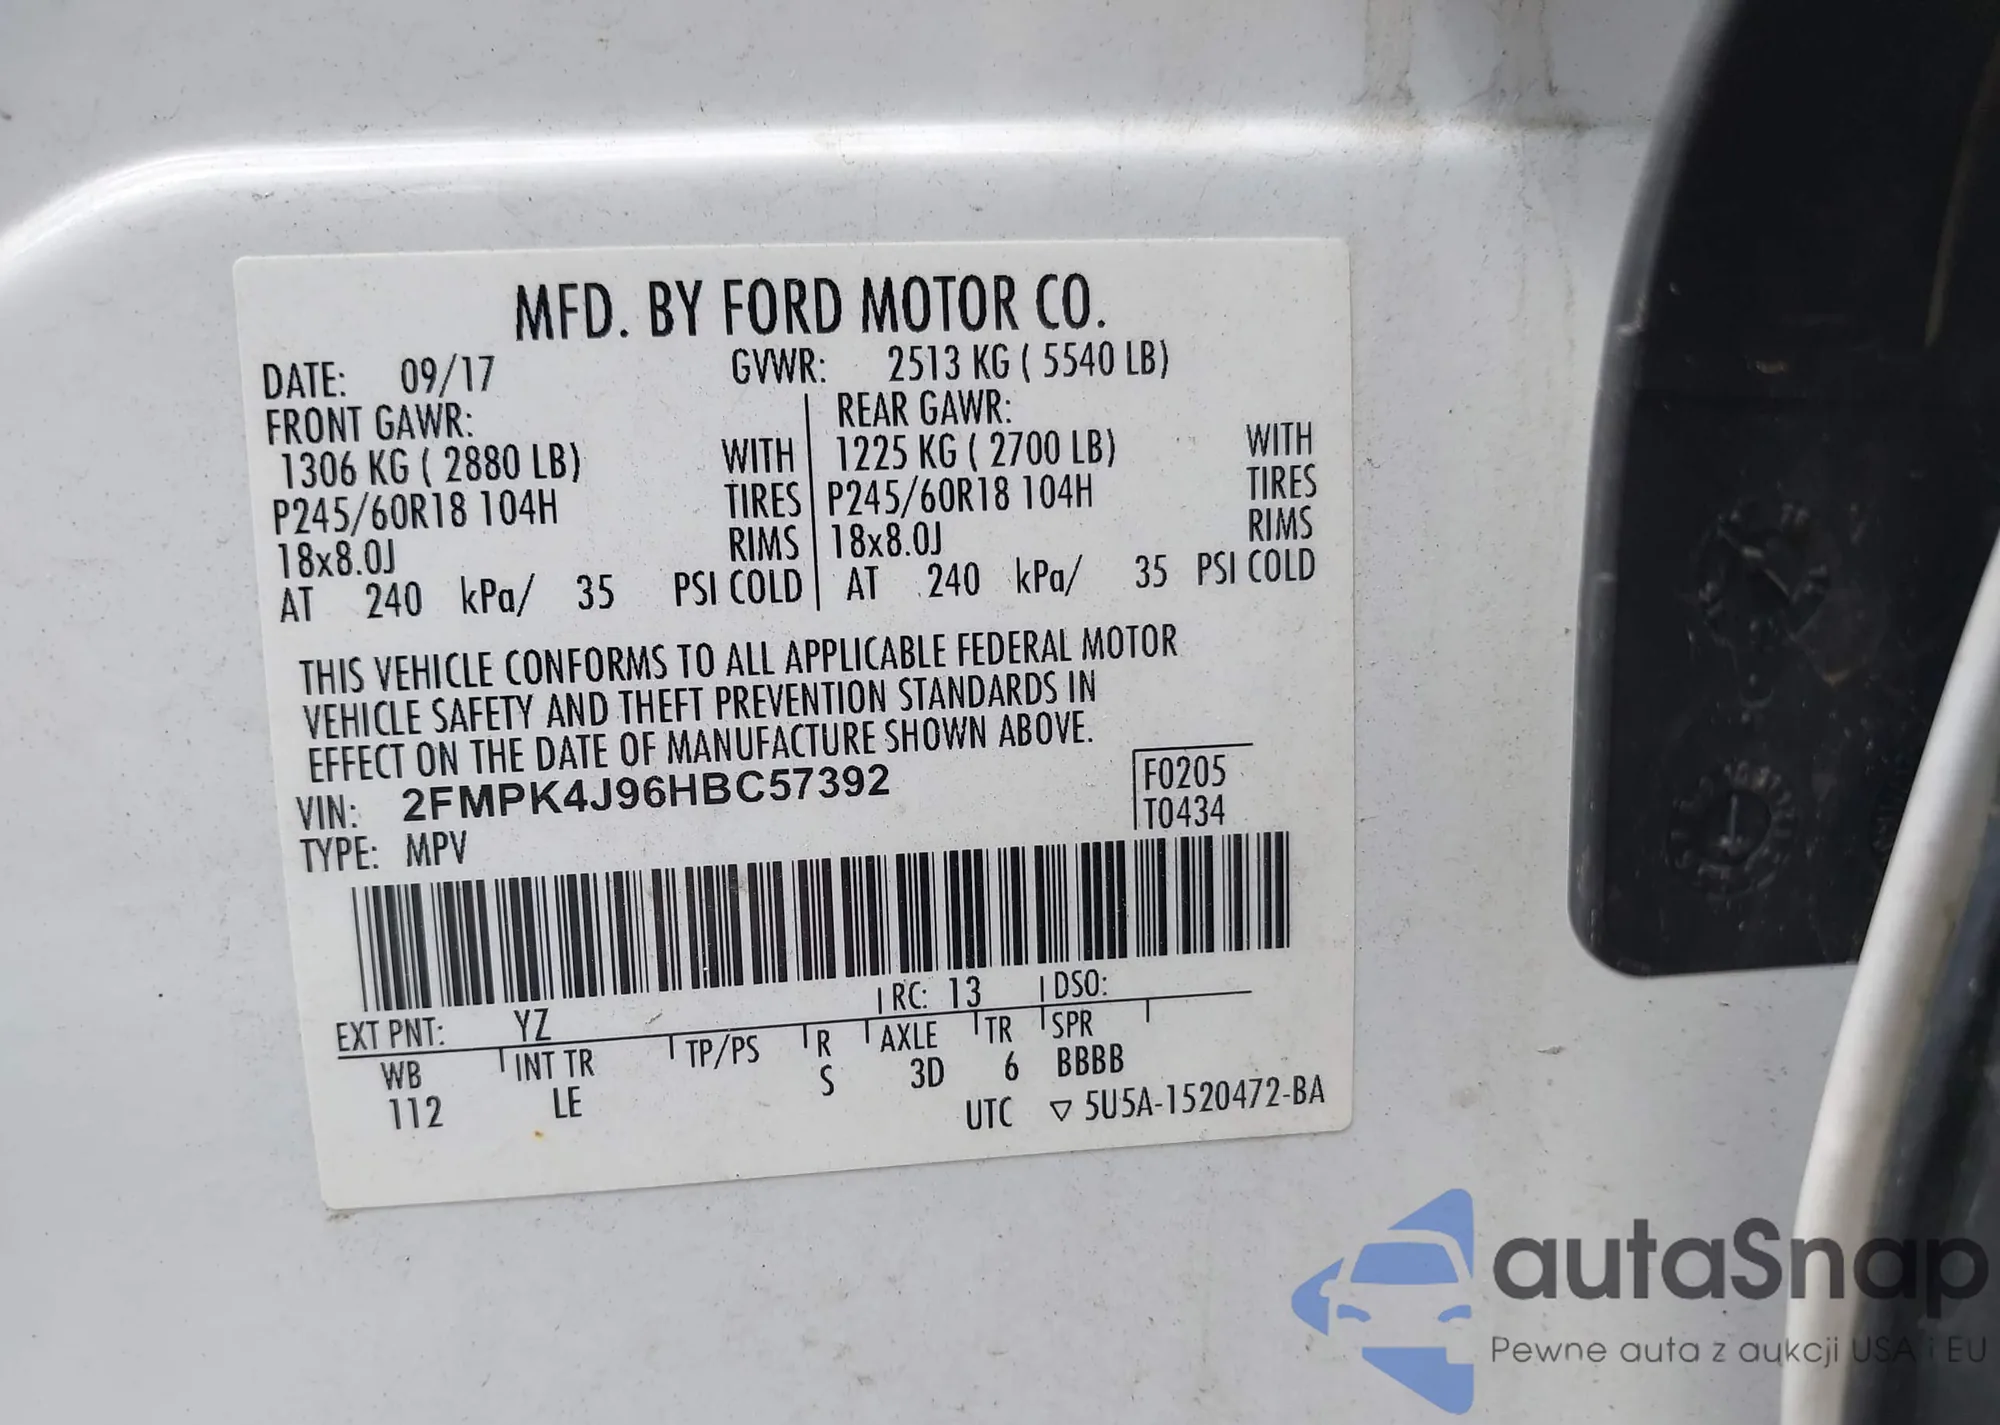 MFD. BY FORD MOTOR CO.
DATE: 09/17 GVWR: 2513 KG ( 5540 LB)
FRONT GAWR: REAR GAWR:
1306 KG ( 2880 LB) WITH 1225 KG ( 2700 LB) WITH
P245/60R18 104H TIRES P245/60R18 104H TIRES
18x8.0J RIMS 18x8.0J RIMS
AT 240 kPa/ 35 PSI COLD AT 240 kPa/ 35 PSI COLD
THIS VEHICLE CONFORMS TO ALL APPLICABLE FEDERAL MOTOR
VEHICLE SAFETY AND THEFT PREVENTION STANDARDS IN
EFFECT ON THE DATE OF MANUFACTURE SHOWN ABOVE.
VIN: 2FMPK4J96HBC57392 F0205
TYPE: MPV T0434
EXT PNT: YZ RC: 13 DSO:
WB INT TR TP/PS R AXLE TR SPR
112 LE S 3D 6 BBBB
UTC ▽ 5U5A-1520472-BA
autaSnap
Pewne auta z aukcji USA i EU